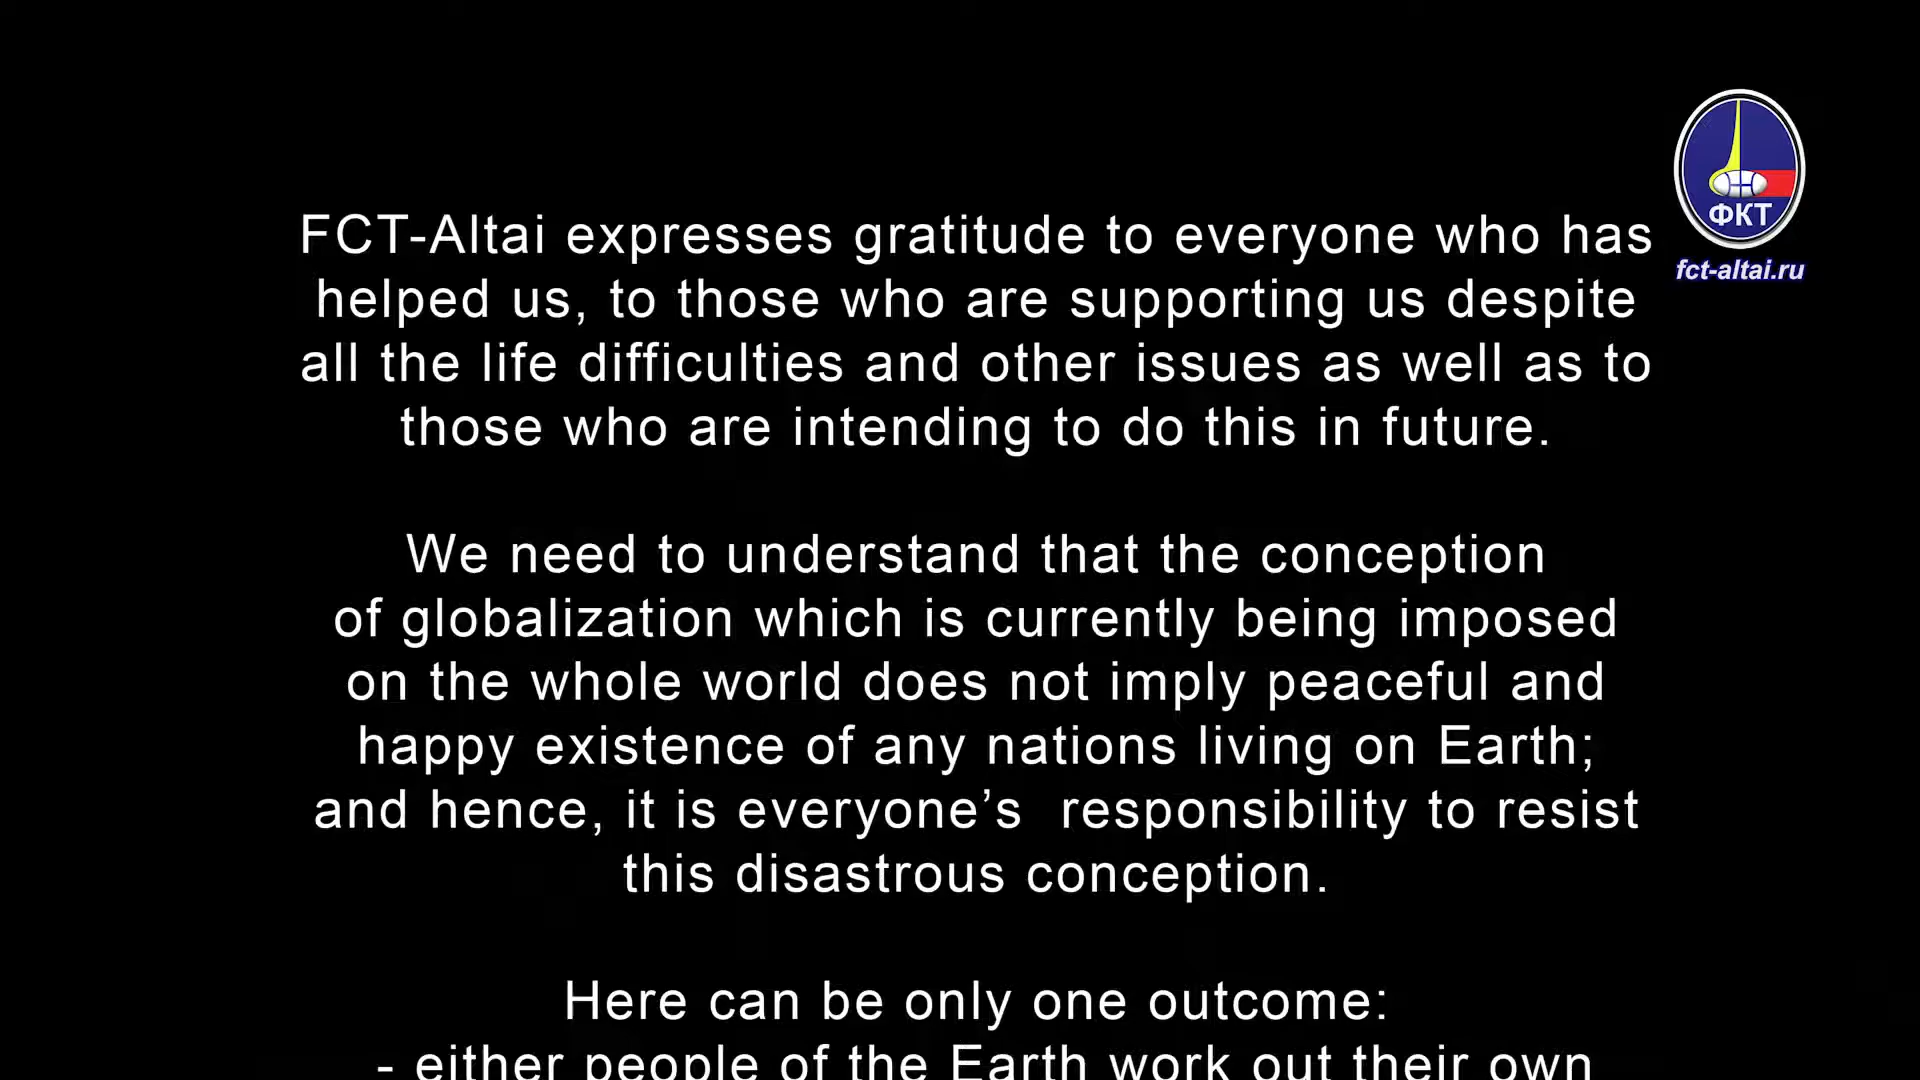 ФКТ
fct-altai.ru
FCT-Altai expresses gratitude to everyone who has
helped us, to those who are supporting us despite
all the life difficulties and other issues as well as to
those who are intending to do this in future.
We need to understand that the conception
of globalization which is currently being imposed
on the whole world does not imply peaceful and
happy existence of any nations living on Earth;
and hence, it is everyone’s  responsibility to resist
this disastrous conception.
Here can be only one outcome:
- either people of the Earth work out their own